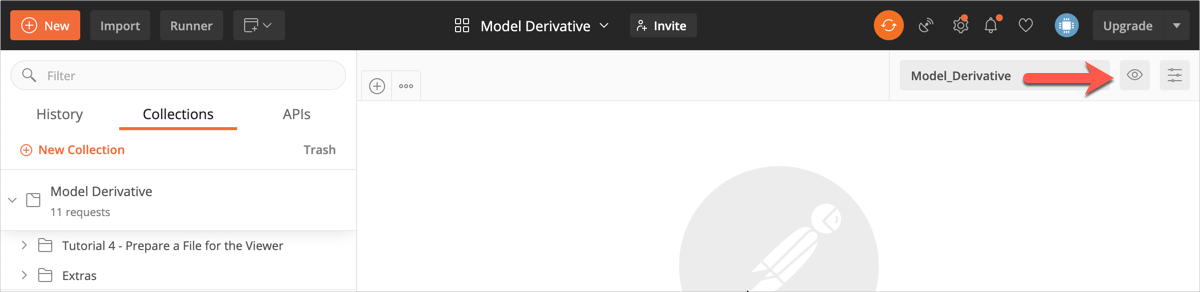 New
Import
Runner
Model Derivative
Invite
Upgrade
Filter
Model_Derivative
History
Collections
APIs
New Collection
Trash
Model Derivative
11 requests
Tutorial 4 - Prepare a File for the Viewer
Extras